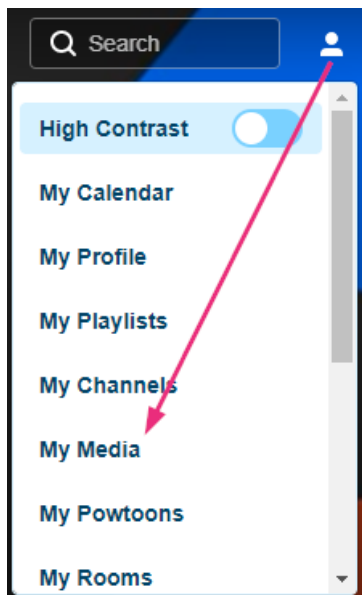 Search
High Contrast
My Calendar
My Profile
My Playlists
My Channels
My Media
My Powtoons
My Rooms